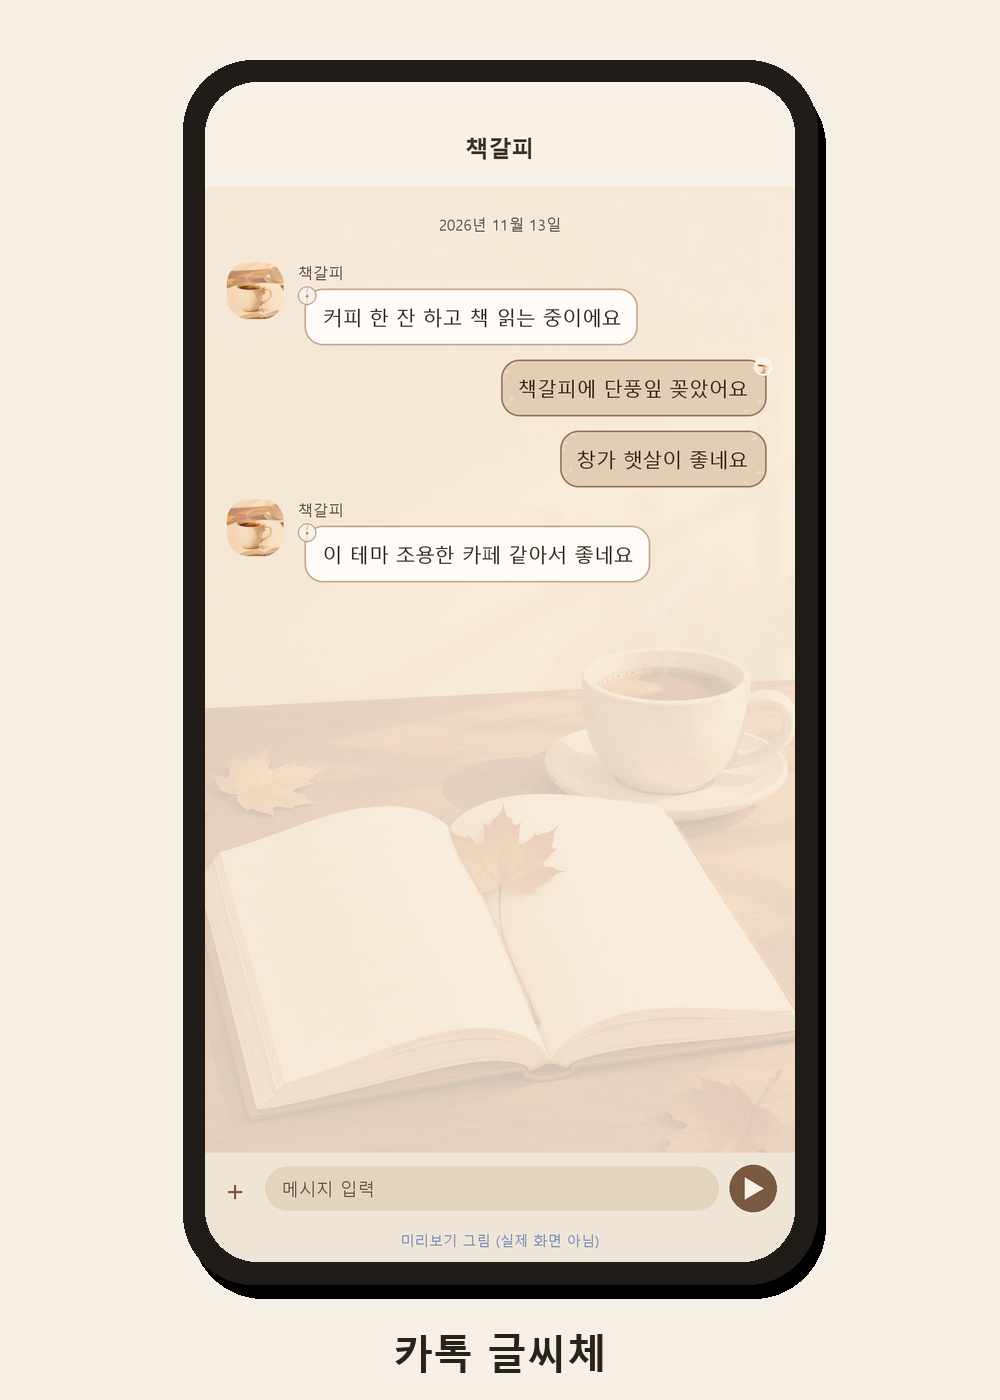 책갈피
2026년 11월 13일
책갈피
커피 한 잔 하고 책 읽는 중이에요
책갈피에 단풍잎 꽂았어요
창가 햇살이 좋네요
책갈피
이 테마 조용한 카페 같아서 좋네요
+ 메시지 입력
미리보기 그림 (실제 화면 아님)
카톡 글씨체